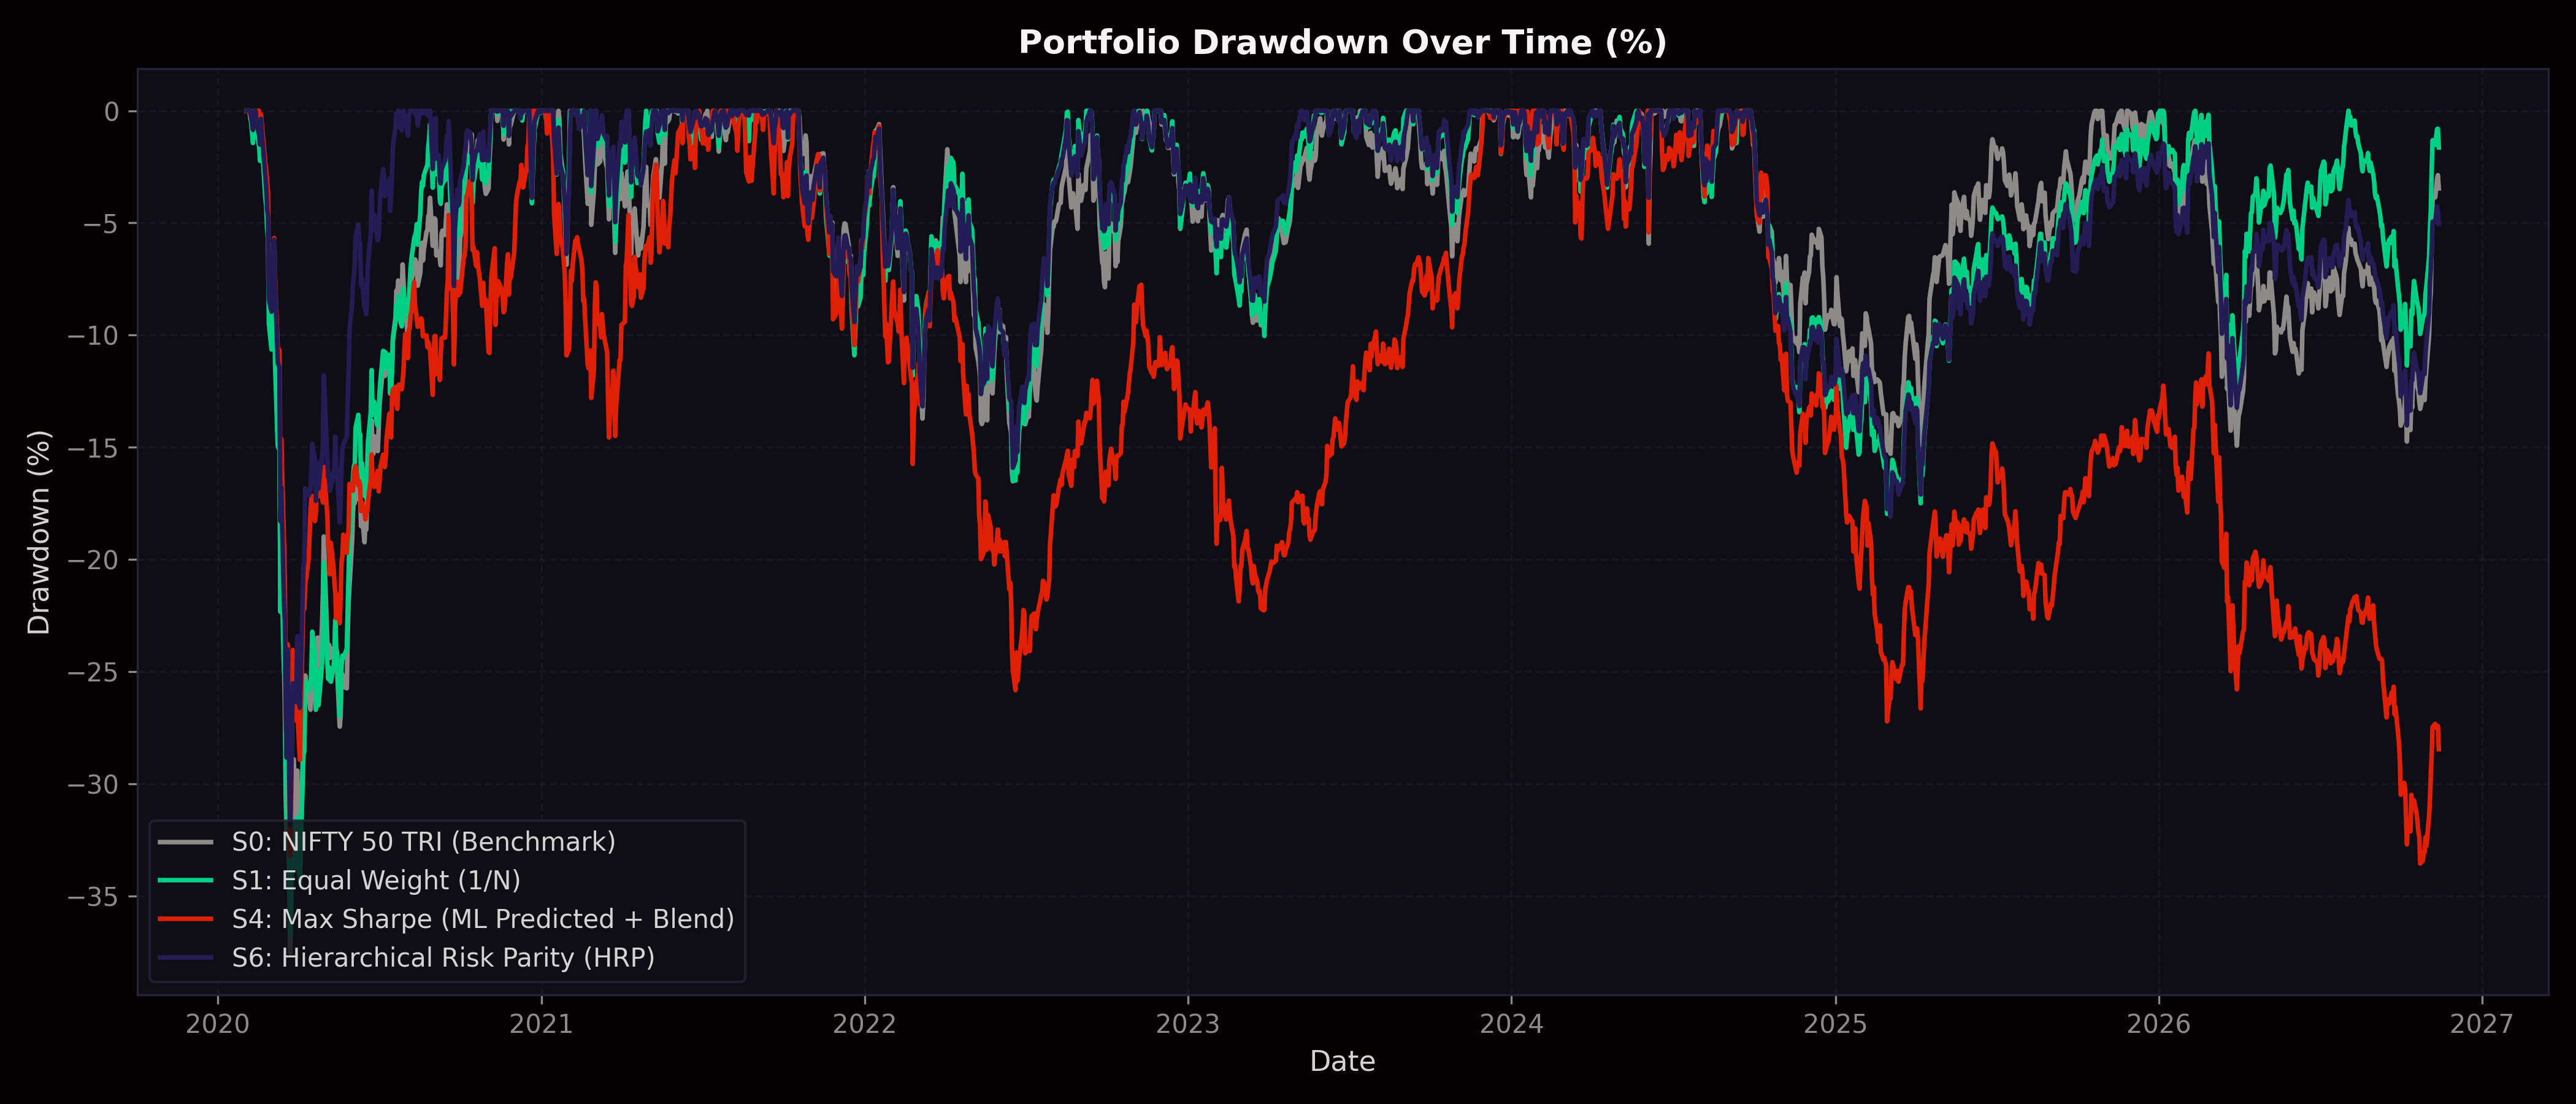 Portfolio Drawdown Over Time (%)
Drawdown (%)
0
−5
−10
−15
−20
−25
−30
−35
S0: NIFTY 50 TRI (Benchmark)
S1: Equal Weight (1/N)
S4: Max Sharpe (ML Predicted + Blend)
S6: Hierarchical Risk Parity (HRP)
2020 2021 2022 2023 2024 2025 2026 2027
Date